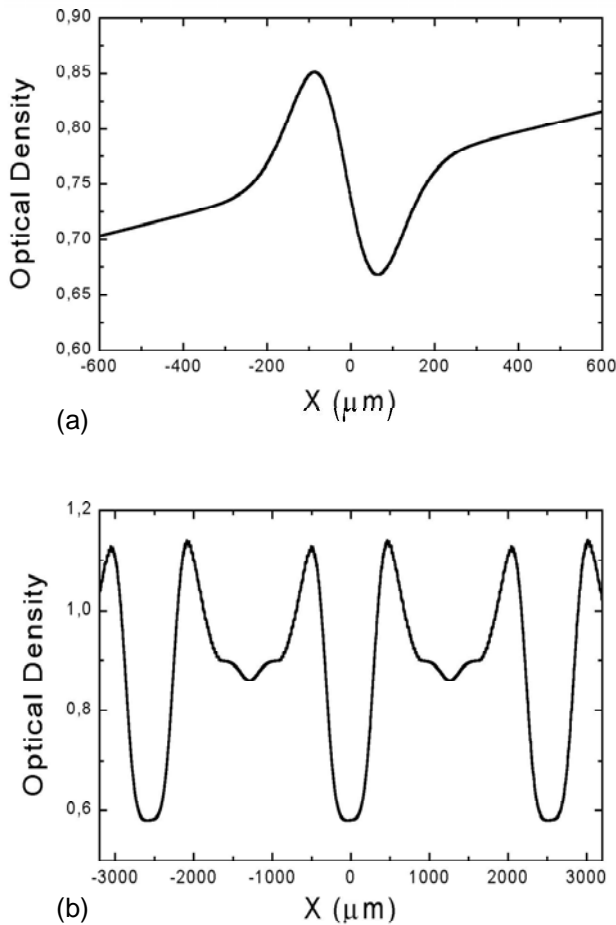 0,90
0,85
0,80
0,75
0,70
0,65
0,60
Optical Density
-600 -400 -200 0 200 400 600
X (μm)
(a)
1,2
1,0
0,8
0,6
Optical Density
-3000 -2000 -1000 0 1000 2000 3000
X (μm)
(b)